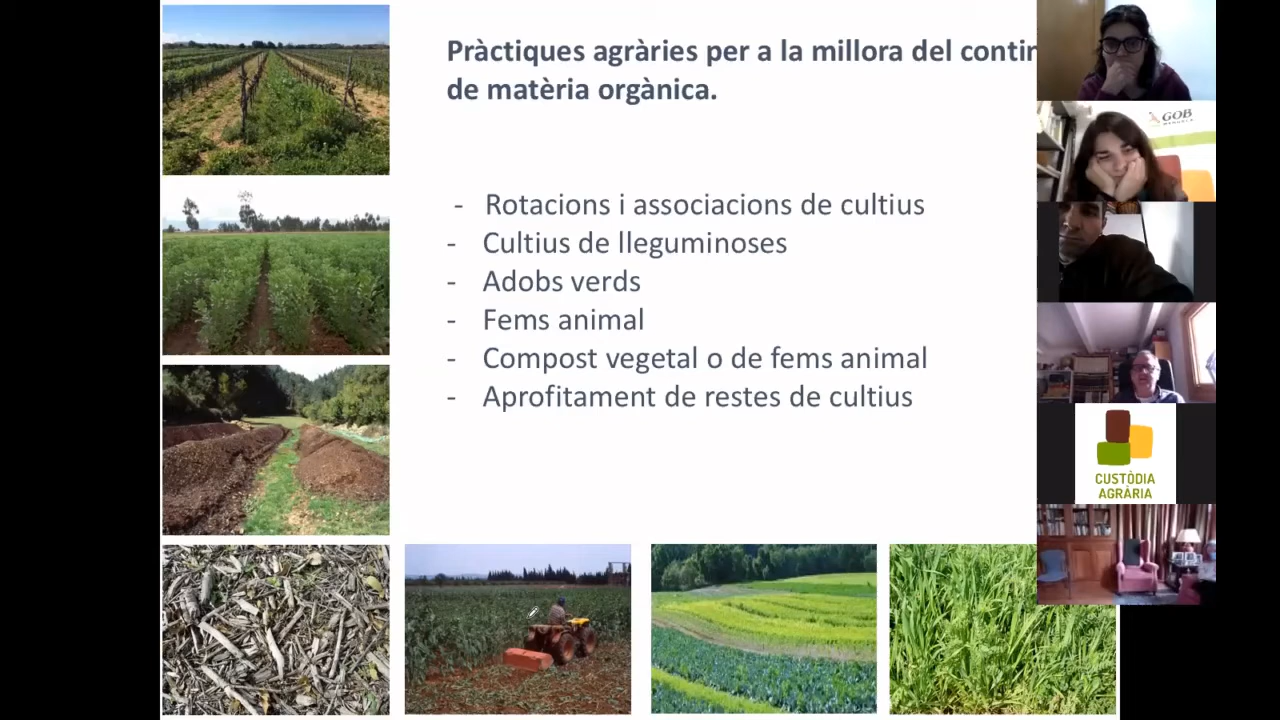 Pràctiques agràries per a la millora del contin
de matèria orgànica.
- Rotacions i associacions de cultius
- Cultius de lleguminoses
- Adobs verds
- Fems animal
- Compost vegetal o de fems animal
- Aprofitament de restes de cultius
GOB
CUSTÒDIA
AGRÀRIA